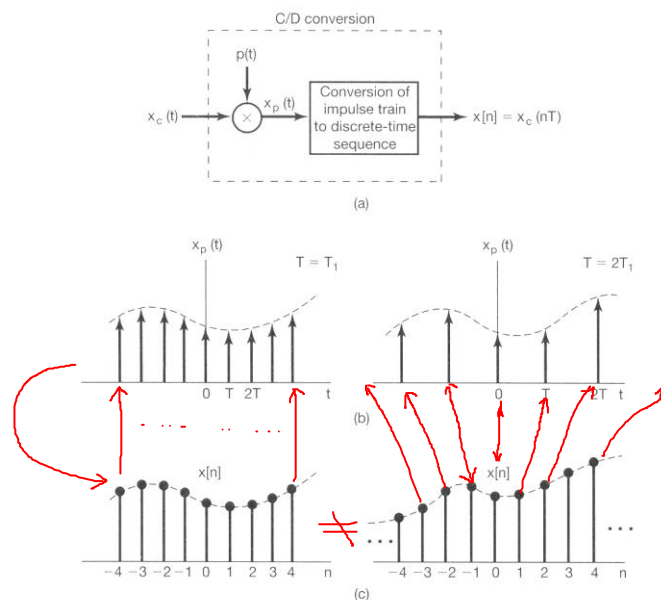 C/D conversion
p(t)
x_c (t)
×
x_p (t)
Conversion of
impulse train
to discrete-time
sequence
x[n] = x_c (nT)
(a)
x_p (t)
T = T_1
x_p (t)
T = 2T_1
0 T 2T t
0 T 2T t
(b)
x[n]
x[n]
≠
-4 -3 -2 -1 0 1 2 3 4 n
-4 -3 -2 -1 0 1 2 3 4 n
(c)